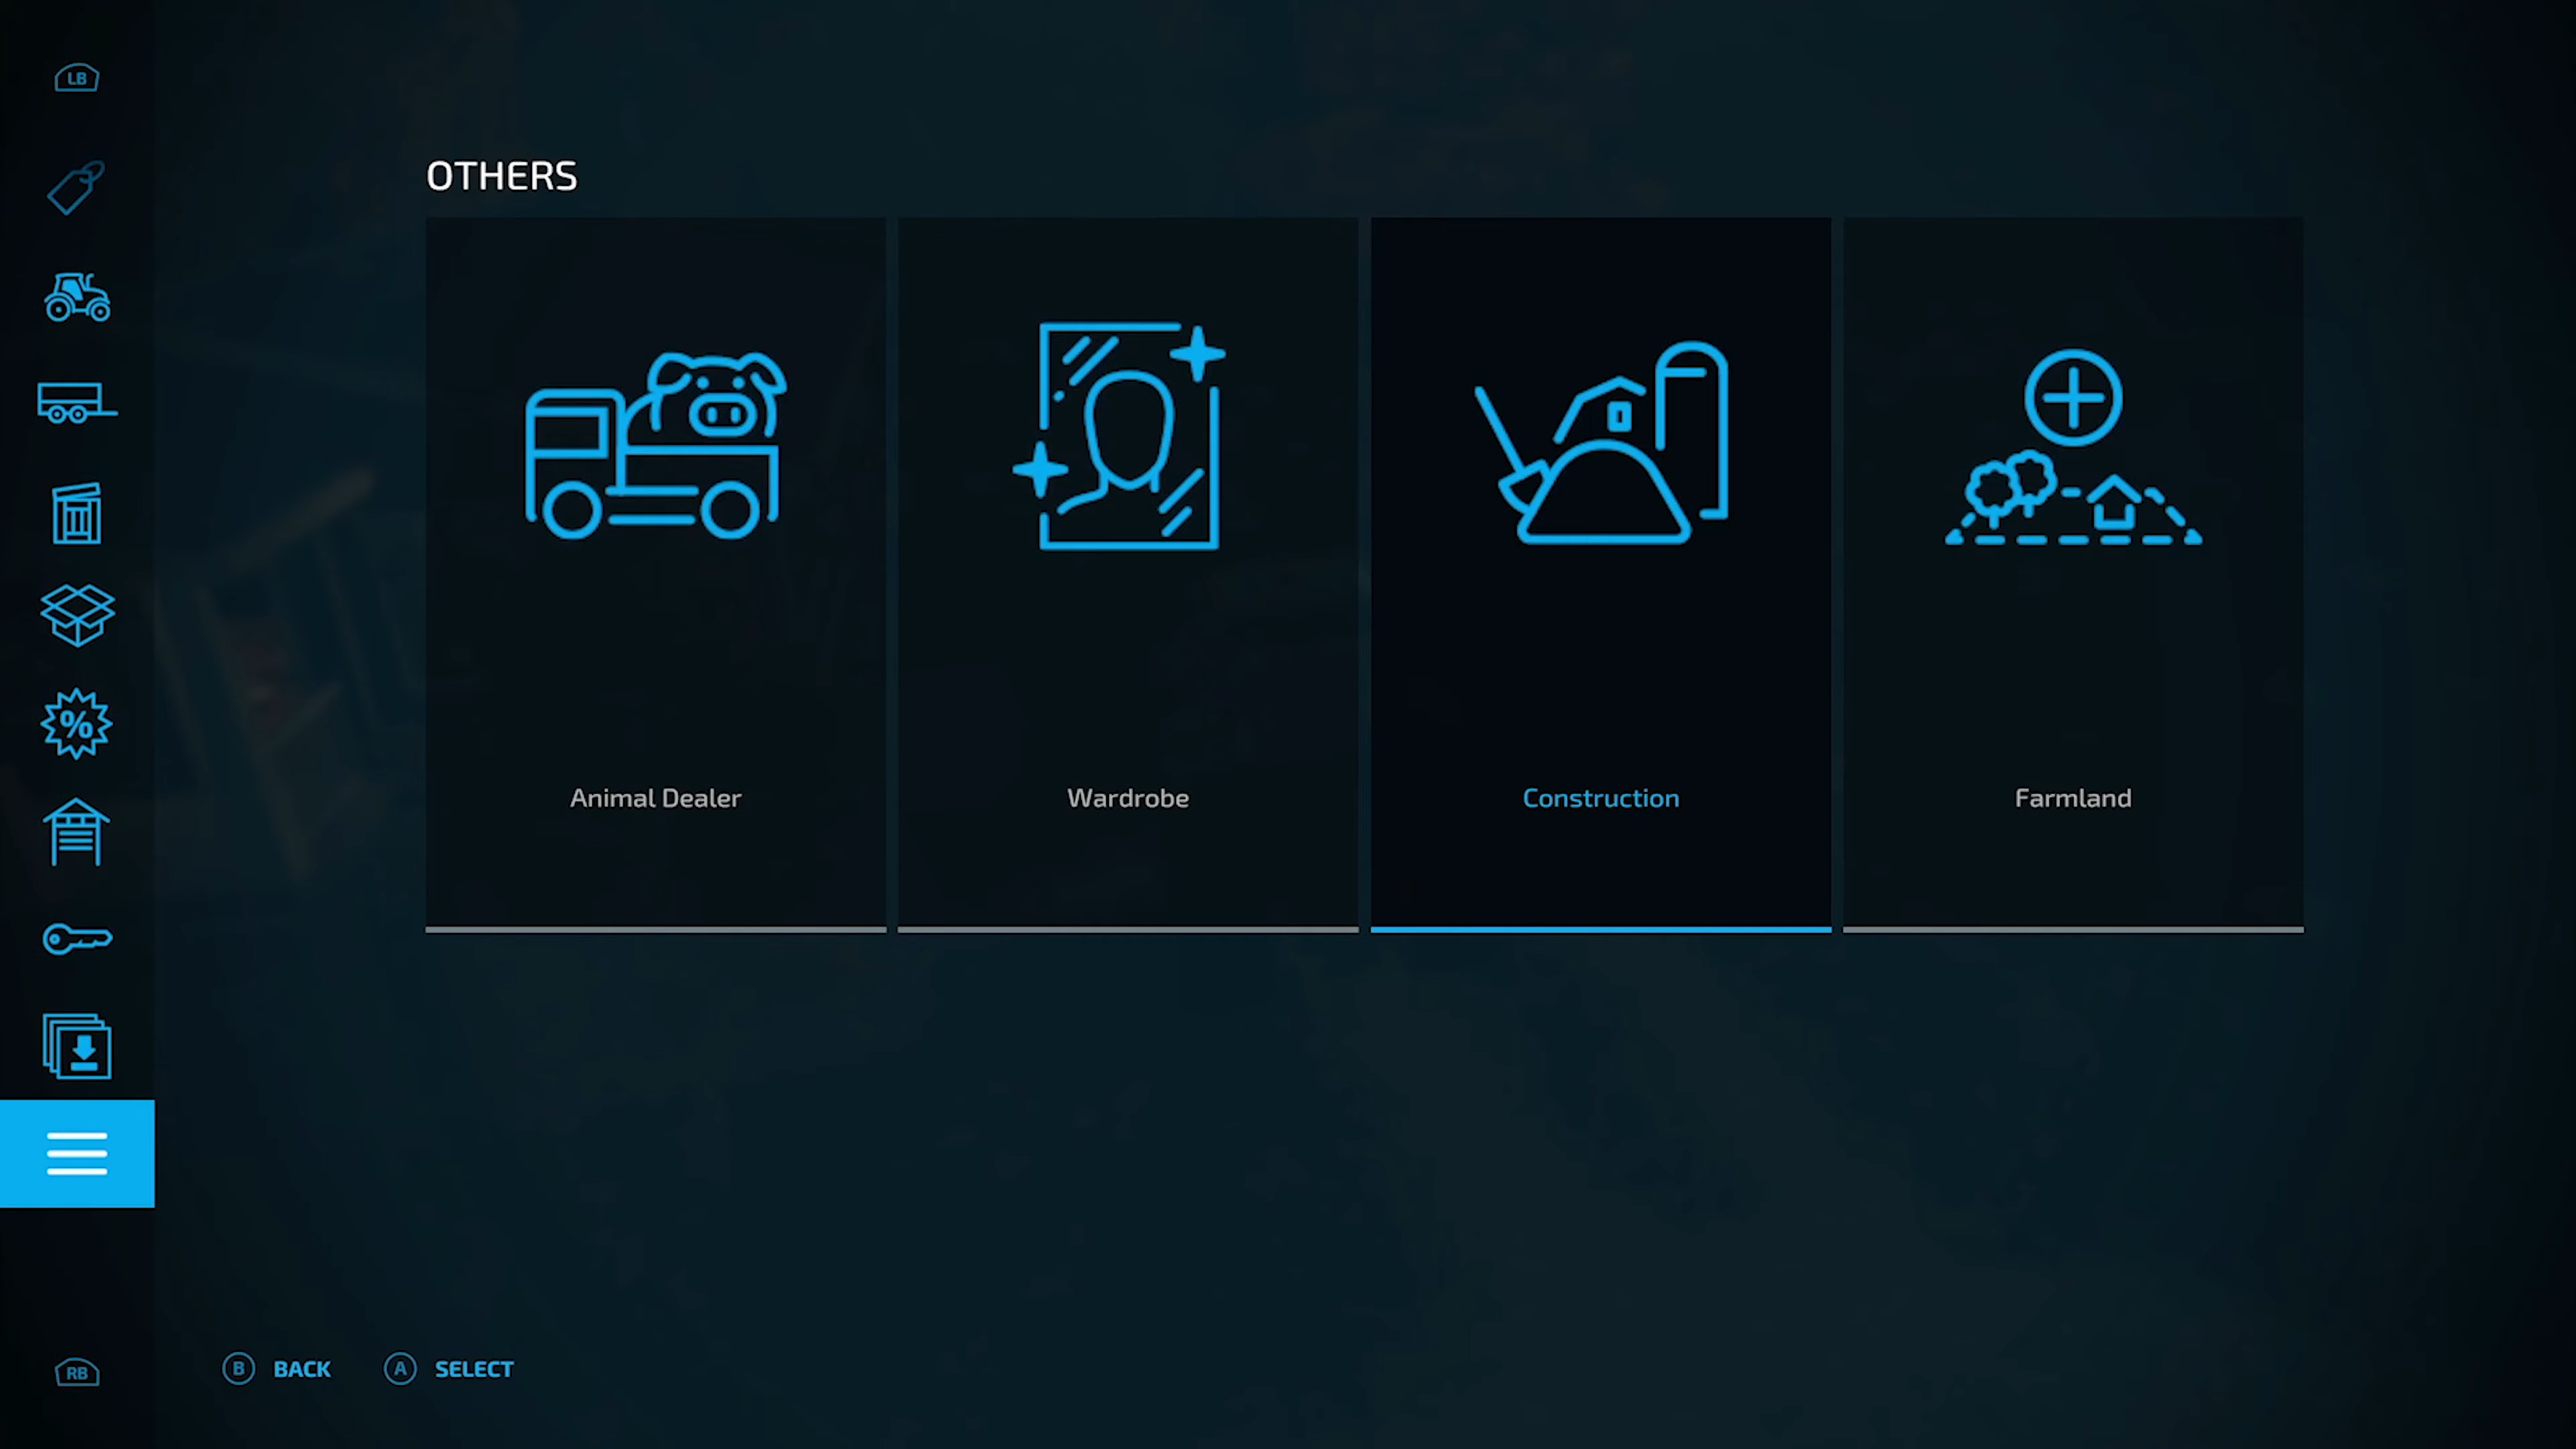 LB
OTHERS
%
Animal Dealer
Wardrobe
Construction
Farmland
RB
B BACK A SELECT